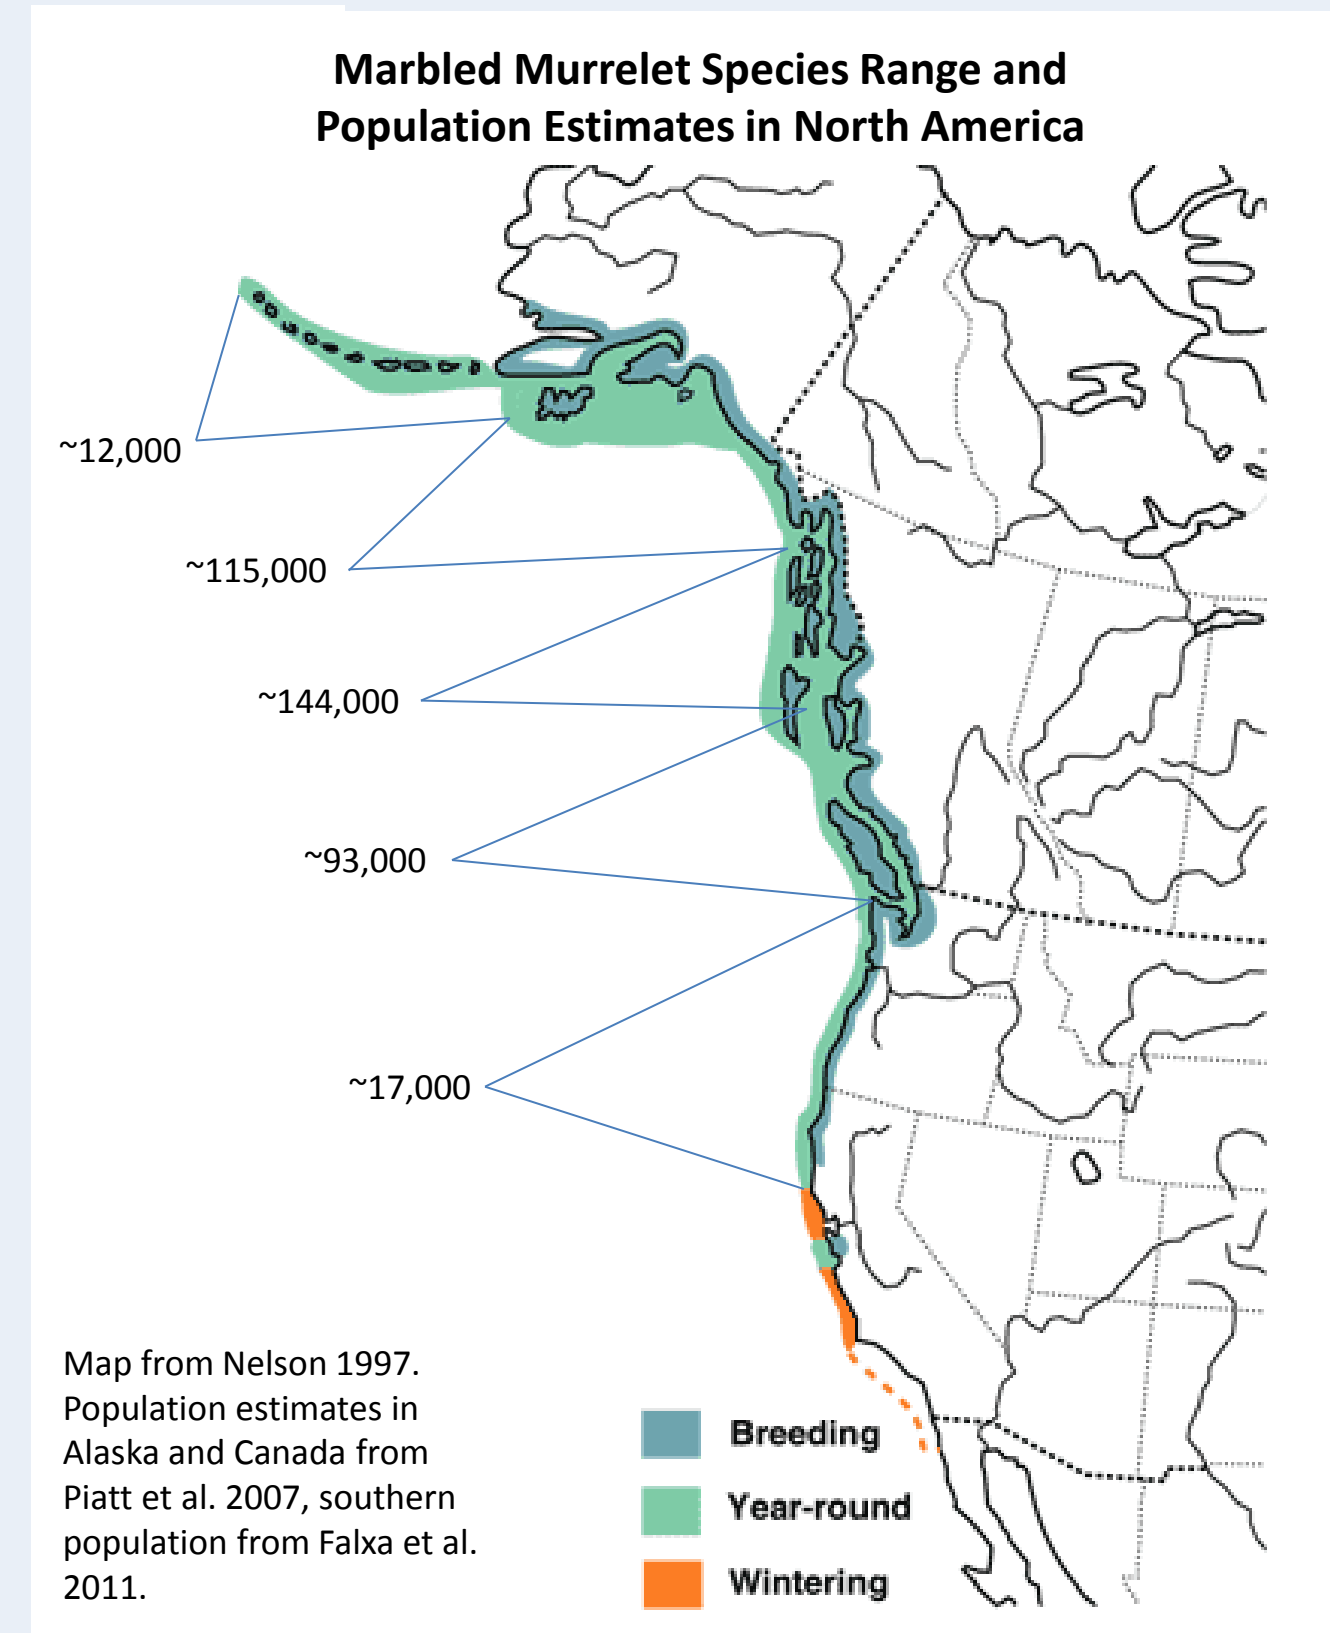 Marbled Murrelet Species Range and
Population Estimates in North America
~12,000
~115,000
~144,000
~93,000
~17,000
Map from Nelson 1997.
Population estimates in
Alaska and Canada from
Piatt et al. 2007, southern
population from Falxa et al.
2011.
Breeding
Year-round
Wintering